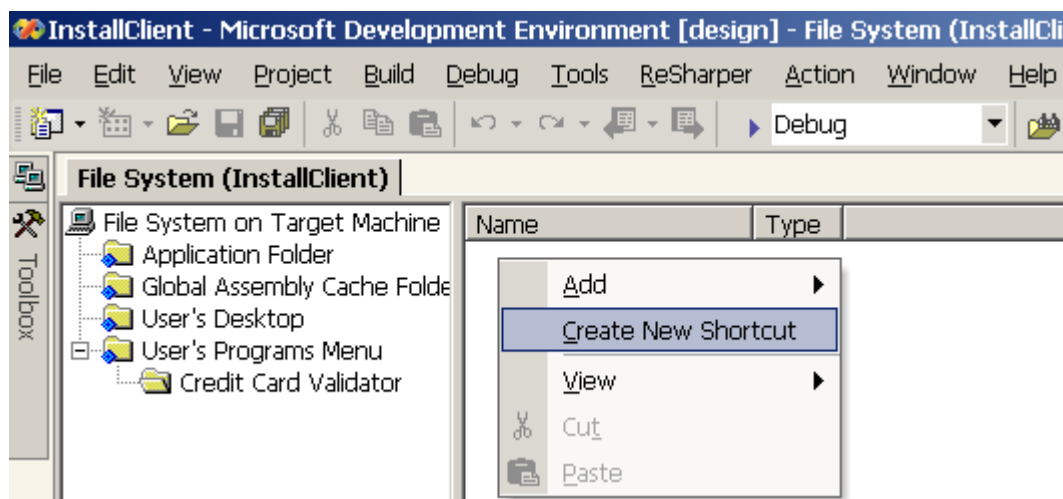 InstallClient - Microsoft Development Environment [design] - File System (InstallCli
File Edit View Project Build Debug Tools ReSharper Action Window Help
Debug
File System (InstallClient)
Toolbox
File System on Target Machine
Application Folder
Global Assembly Cache Folde
User's Desktop
User's Programs Menu
Credit Card Validator
Name Type
Add
Create New Shortcut
View
Cut
Paste